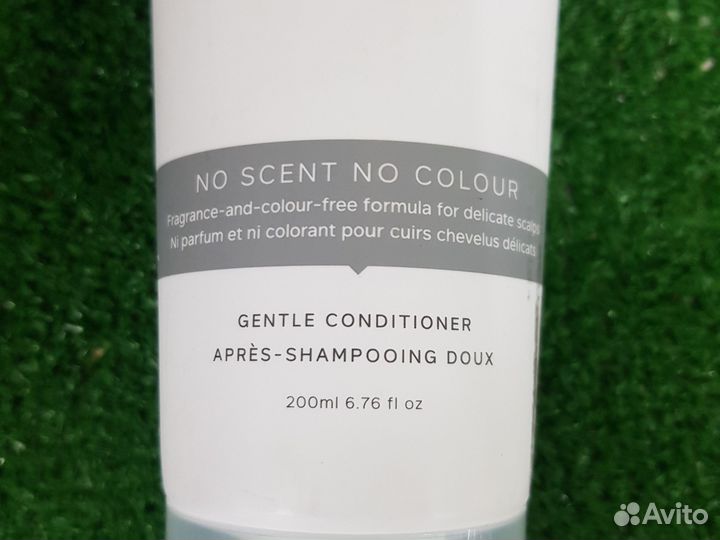 NO SCENT NO COLOUR
Fragrance-and-colour-free formula for delicate scalps
Ni parfum et ni colorant pour cuirs chevelus délicats
GENTLE CONDITIONER
APRÈS-SHAMPOOING DOUX
200ml 6.76 fl oz
Avito